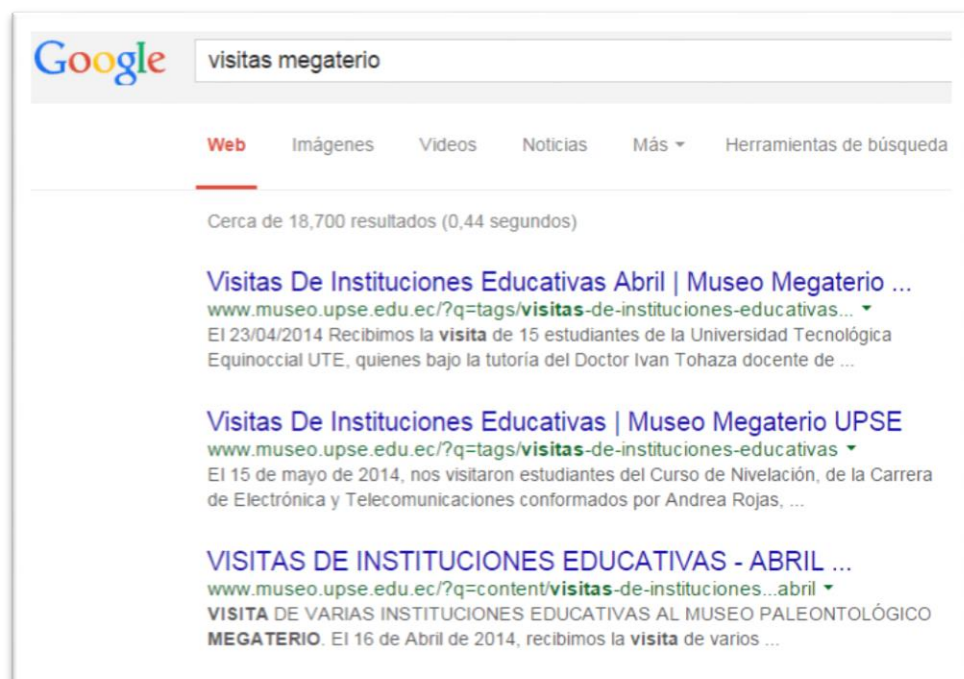 Google visitas megaterio
Web Imágenes Videos Noticias Más Herramientas de búsqueda
Cerca de 18,700 resultados (0,44 segundos)
Visitas De Instituciones Educativas Abril | Museo Megaterio ...
www.museo.upse.edu.ec/?q=tags/visitas-de-instituciones-educativas...
El 23/04/2014 Recibimos la visita de 15 estudiantes de la Universidad Tecnológica
Equinoccial UTE, quienes bajo la tutoría del Doctor Ivan Tohaza docente de ...
Visitas De Instituciones Educativas | Museo Megaterio UPSE
www.museo.upse.edu.ec/?q=tags/visitas-de-instituciones-educativas
El 15 de mayo de 2014, nos visitaron estudiantes del Curso de Nivelación, de la Carrera
de Electrónica y Telecomunicaciones conformados por Andrea Rojas, ...
VISITAS DE INSTITUCIONES EDUCATIVAS - ABRIL ...
www.museo.upse.edu.ec/?q=content/visitas-de-instituciones...abril
VISITA DE VARIAS INSTITUCIONES EDUCATIVAS AL MUSEO PALEONTOLÓGICO
MEGATERIO. El 16 de Abril de 2014, recibimos la visita de varios ...